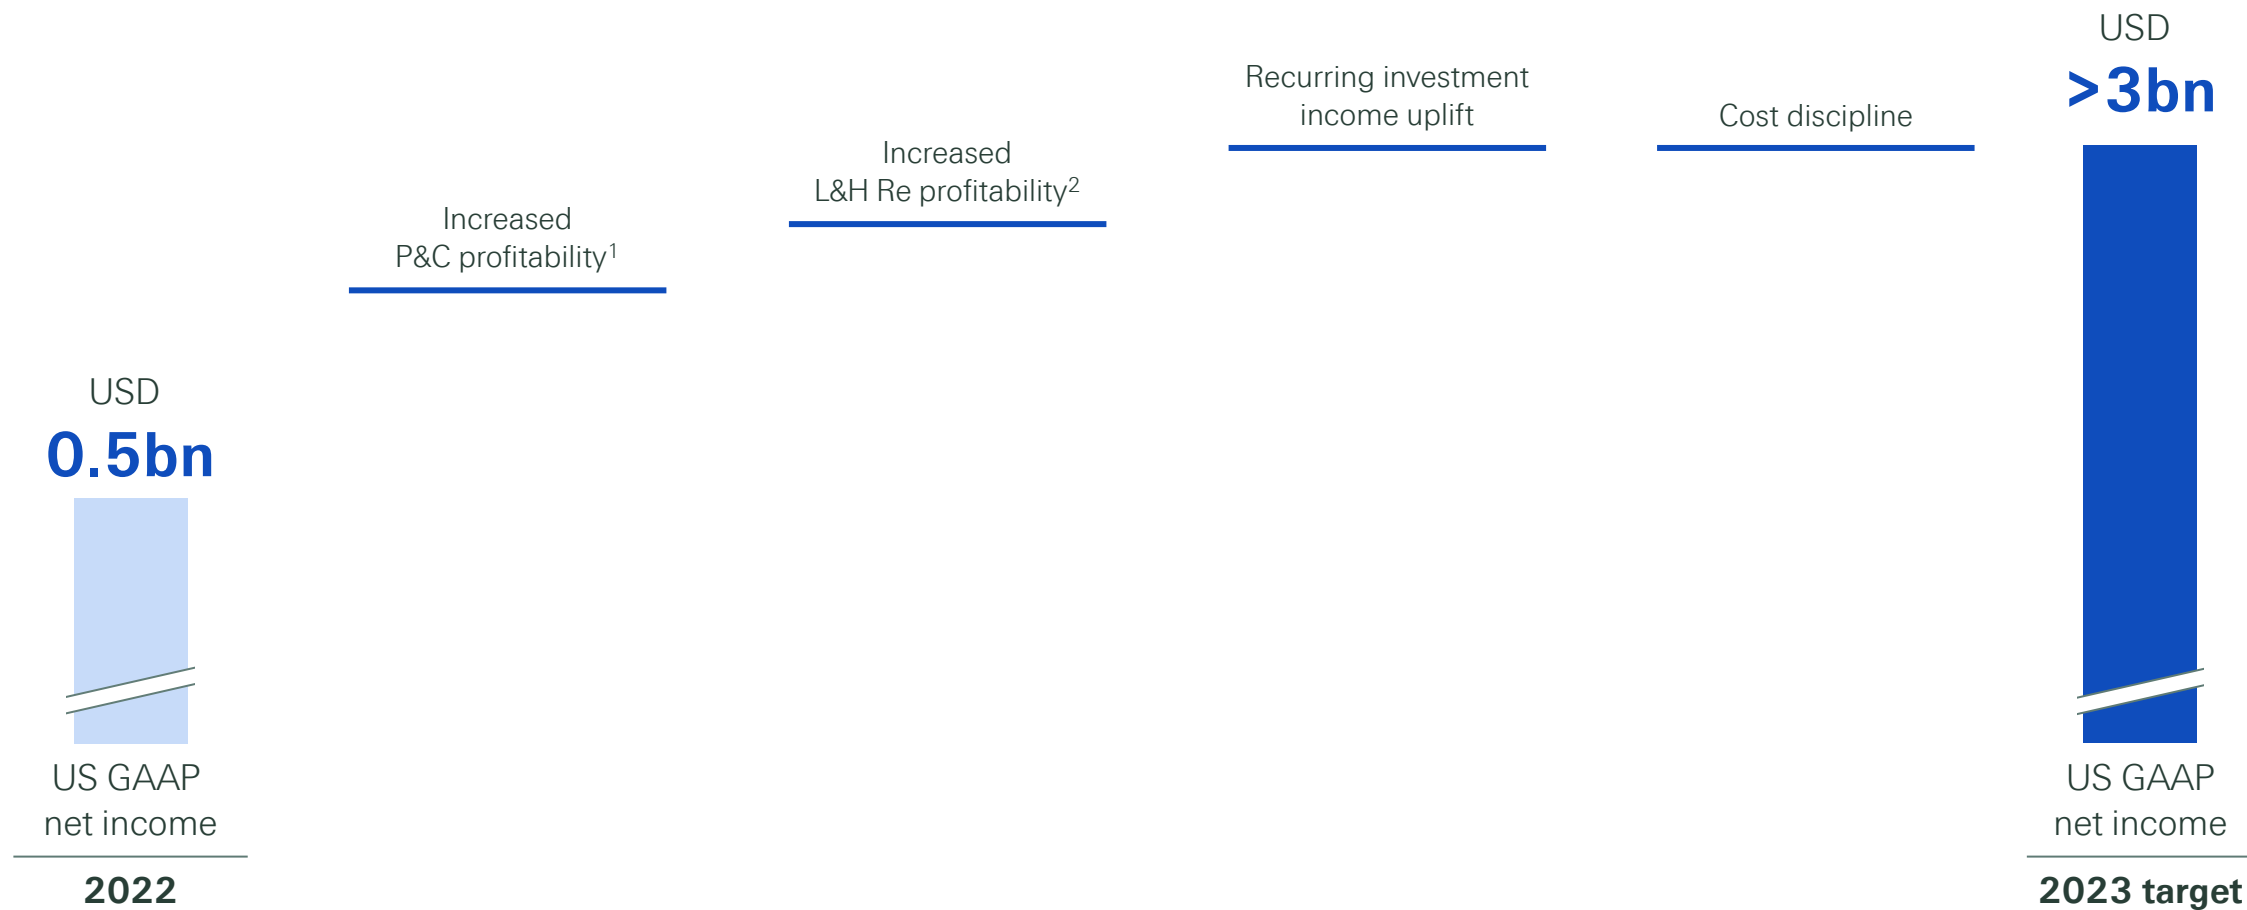 USD
0.5bn
US GAAP
net income
2022
Increased
P&C profitability1
Increased
L&H Re profitability2
Recurring investment
income uplift
Cost discipline
USD
>3bn
US GAAP
net income
2023 target